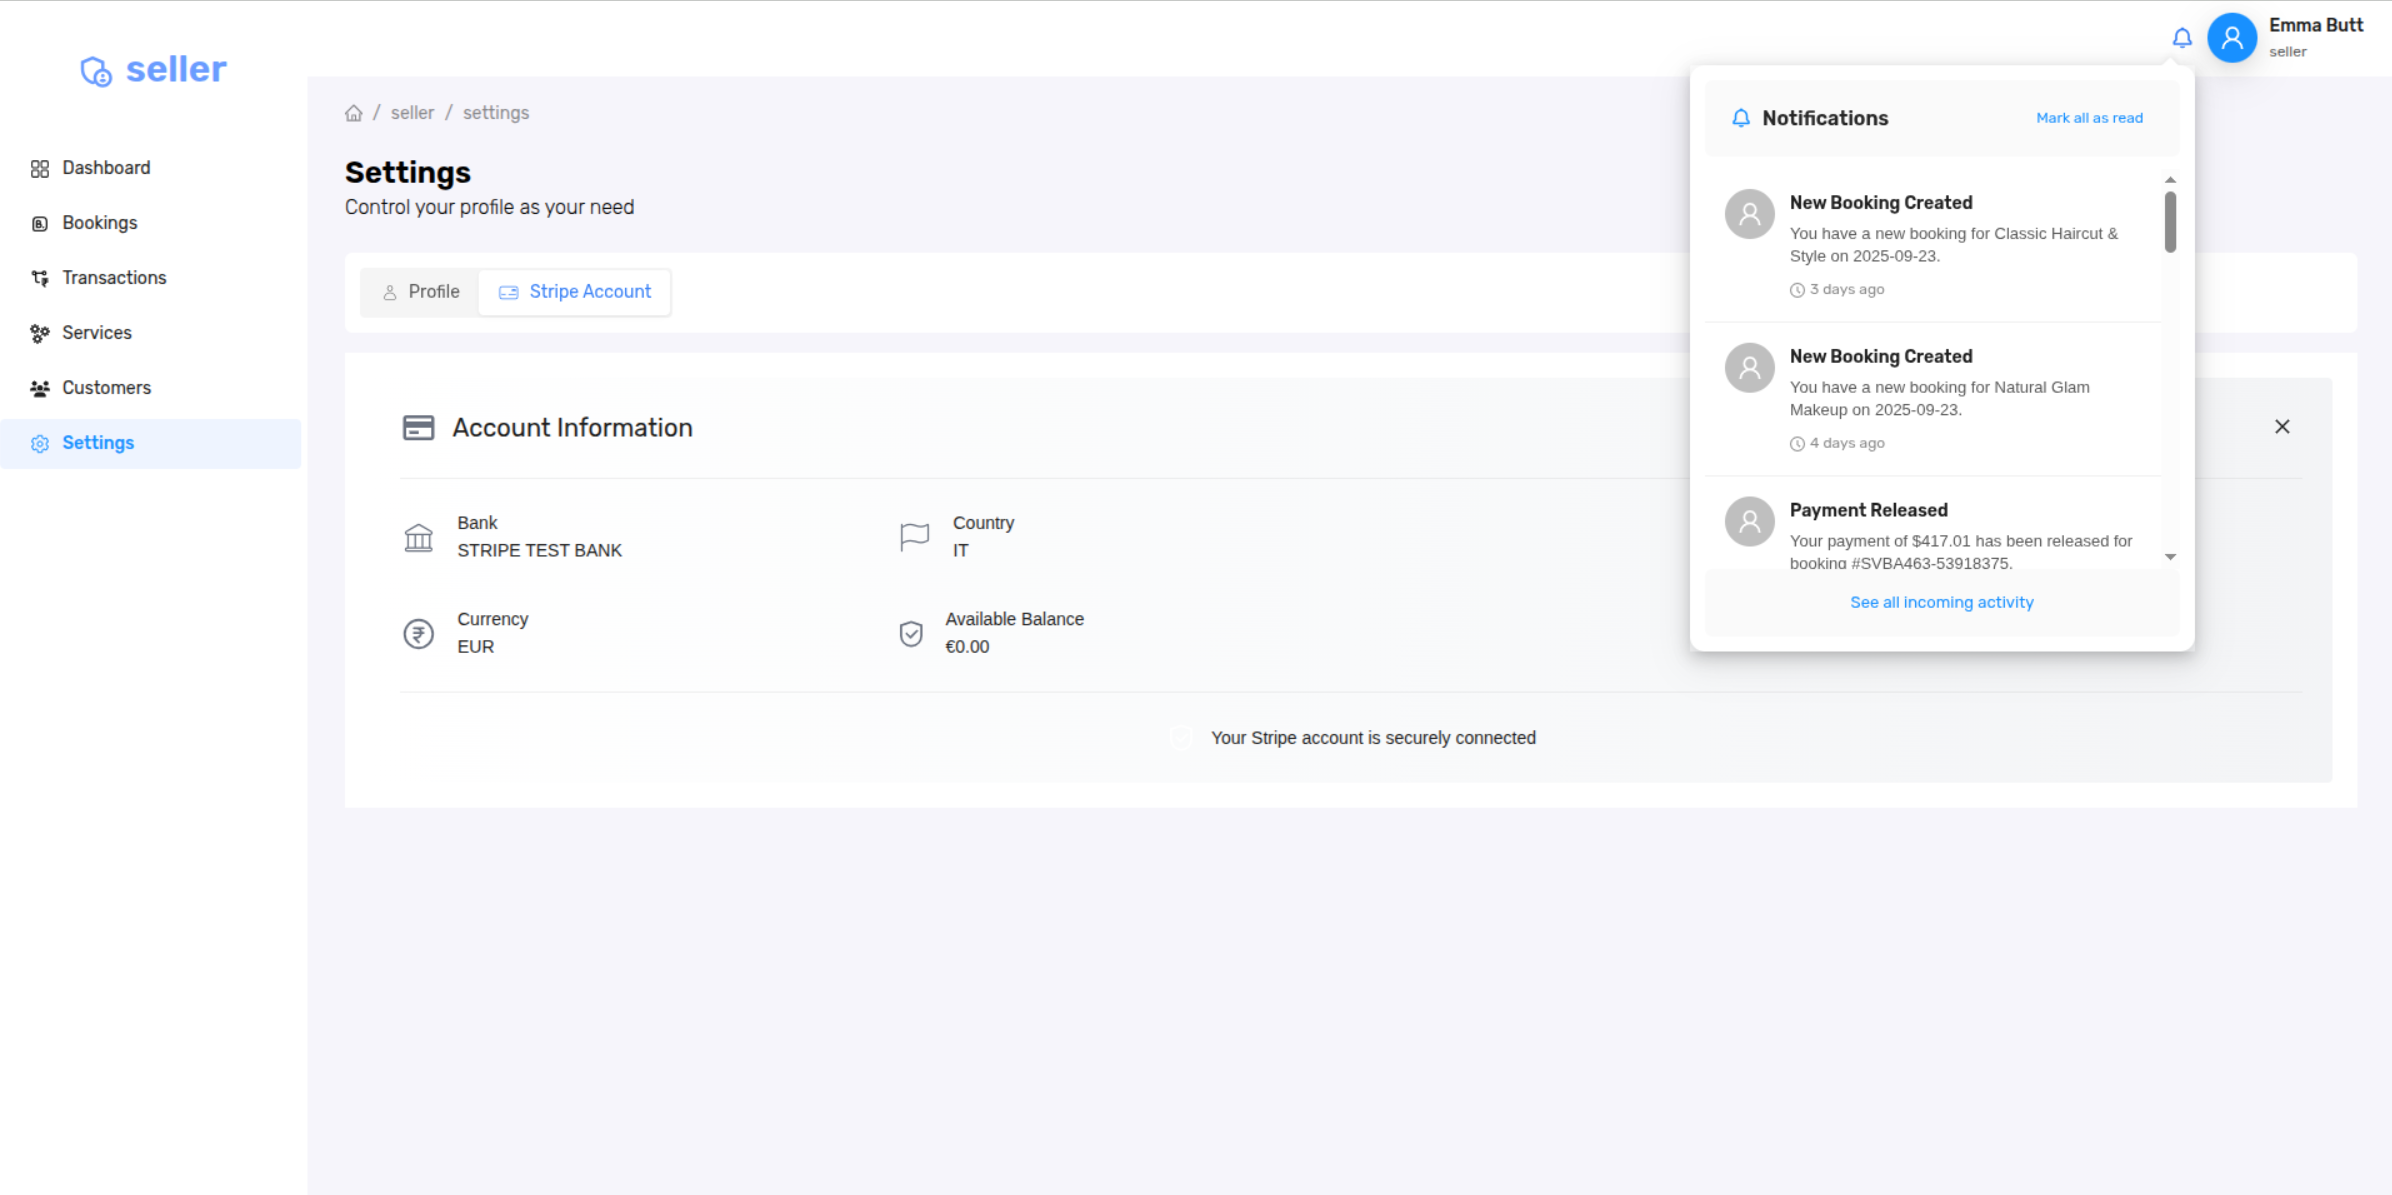 seller
Dashboard
Bookings
Transactions
Services
Customers
Settings
Emma Butt
seller
/ seller / settings
Settings
Control your profile as your need
Profile
Stripe Account
Account Information
Bank
STRIPE TEST BANK
Country
IT
Currency
EUR
Available Balance
€0.00
Your Stripe account is securely connected
Notifications
Mark all as read
New Booking Created
You have a new booking for Classic Haircut &
Style on 2025-09-23.
3 days ago
New Booking Created
You have a new booking for Natural Glam
Makeup on 2025-09-23.
4 days ago
Payment Released
Your payment of $417.01 has been released for
booking #SVBA463-53918375.
See all incoming activity